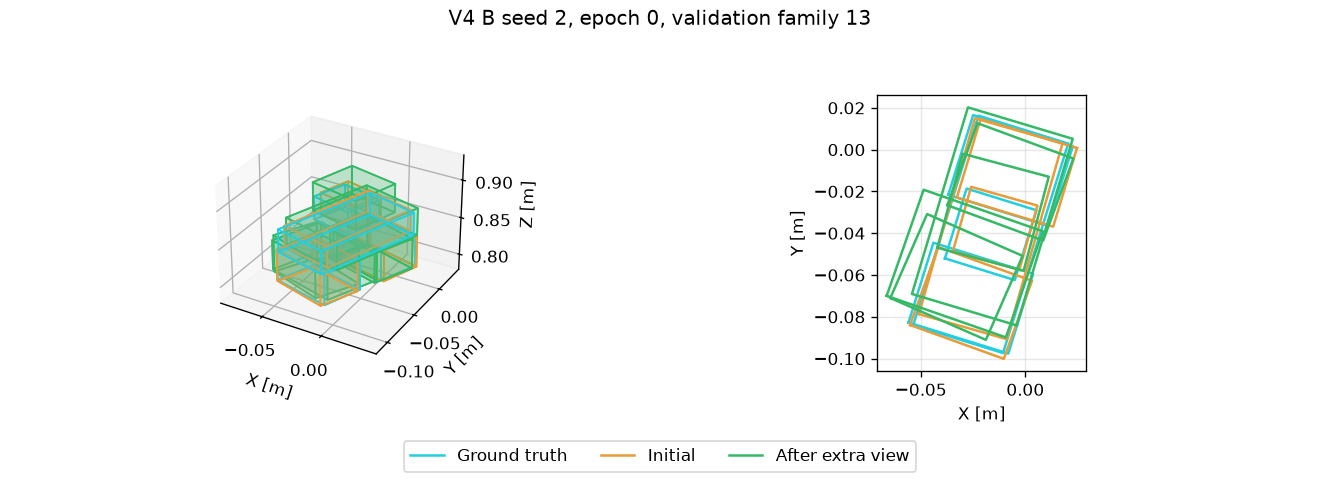 V4 B seed 2, epoch 0, validation family 13
0.90
0.85
0.80
Z [m]
0.00
−0.05
−0.10
Y [m]
−0.05
0.00
X [m]
0.02
0.00
−0.02
−0.04
−0.06
−0.08
−0.10
Y [m]
−0.05
0.00
X [m]
Ground truth
Initial
After extra view